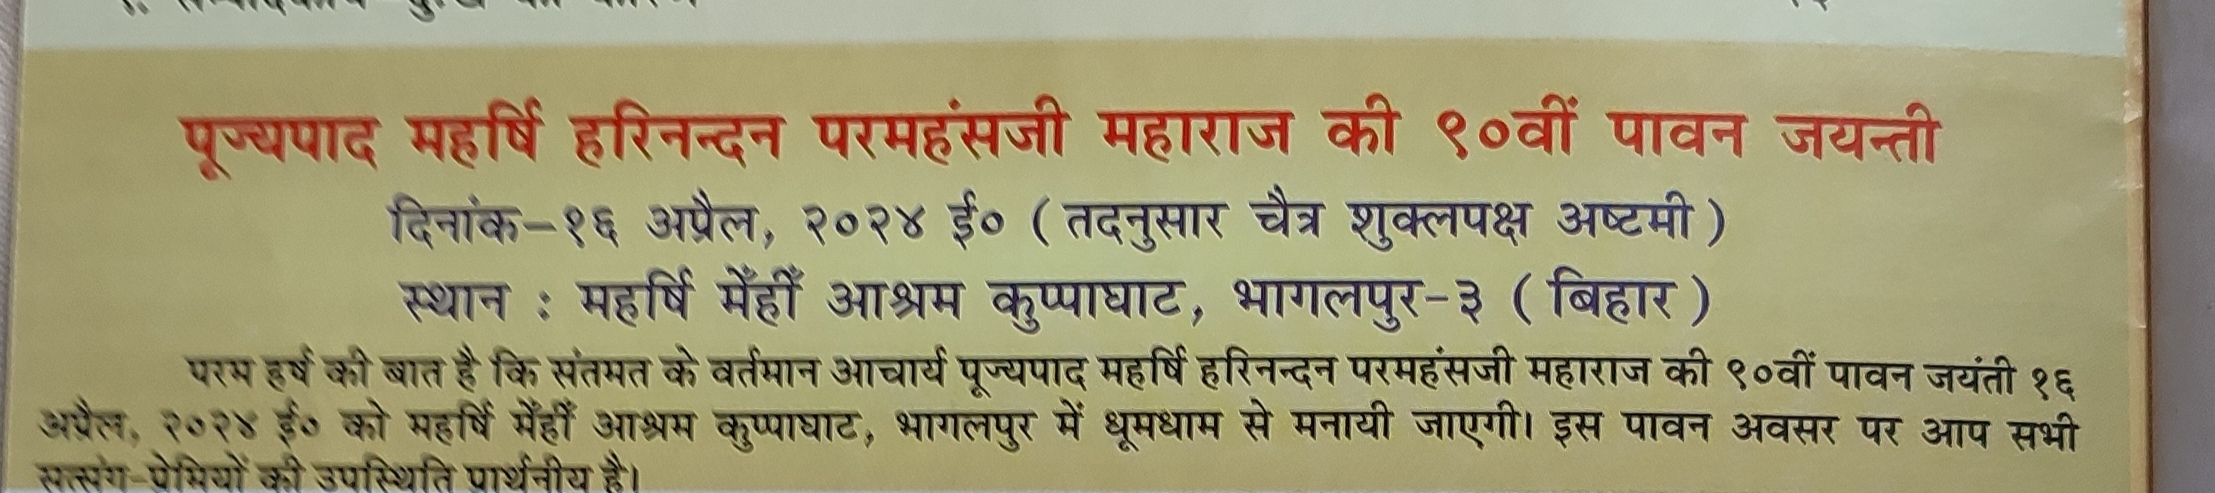 पूज्यपाद महर्षि हरिनन्दन परमहंसजी महाराज की ९०वीं पावन जयन्ती
दिनांक-१६ अप्रैल, २०२४ ई० (तदनुसार चैत्र शुक्लपक्ष अष्टमी)
स्थान : महर्षि मेँहीँ आश्रम कुप्पाघाट, भागलपुर-३ (बिहार)
परम हर्ष की बात है कि संतमत के वर्तमान आचार्य पूज्यपाद महर्षि हरिनन्दन परमहंसजी महाराज की ९०वीं पावन जयंती १६
अप्रैल, २०२४ ई० को महर्षि मेँहीँ आश्रम कुप्पाघाट, भागलपुर में धूमधाम से मनायी जाएगी। इस पावन अवसर पर आप सभी
सत्संग-प्रेमियों की उपस्थिति प्रार्थनीय है।